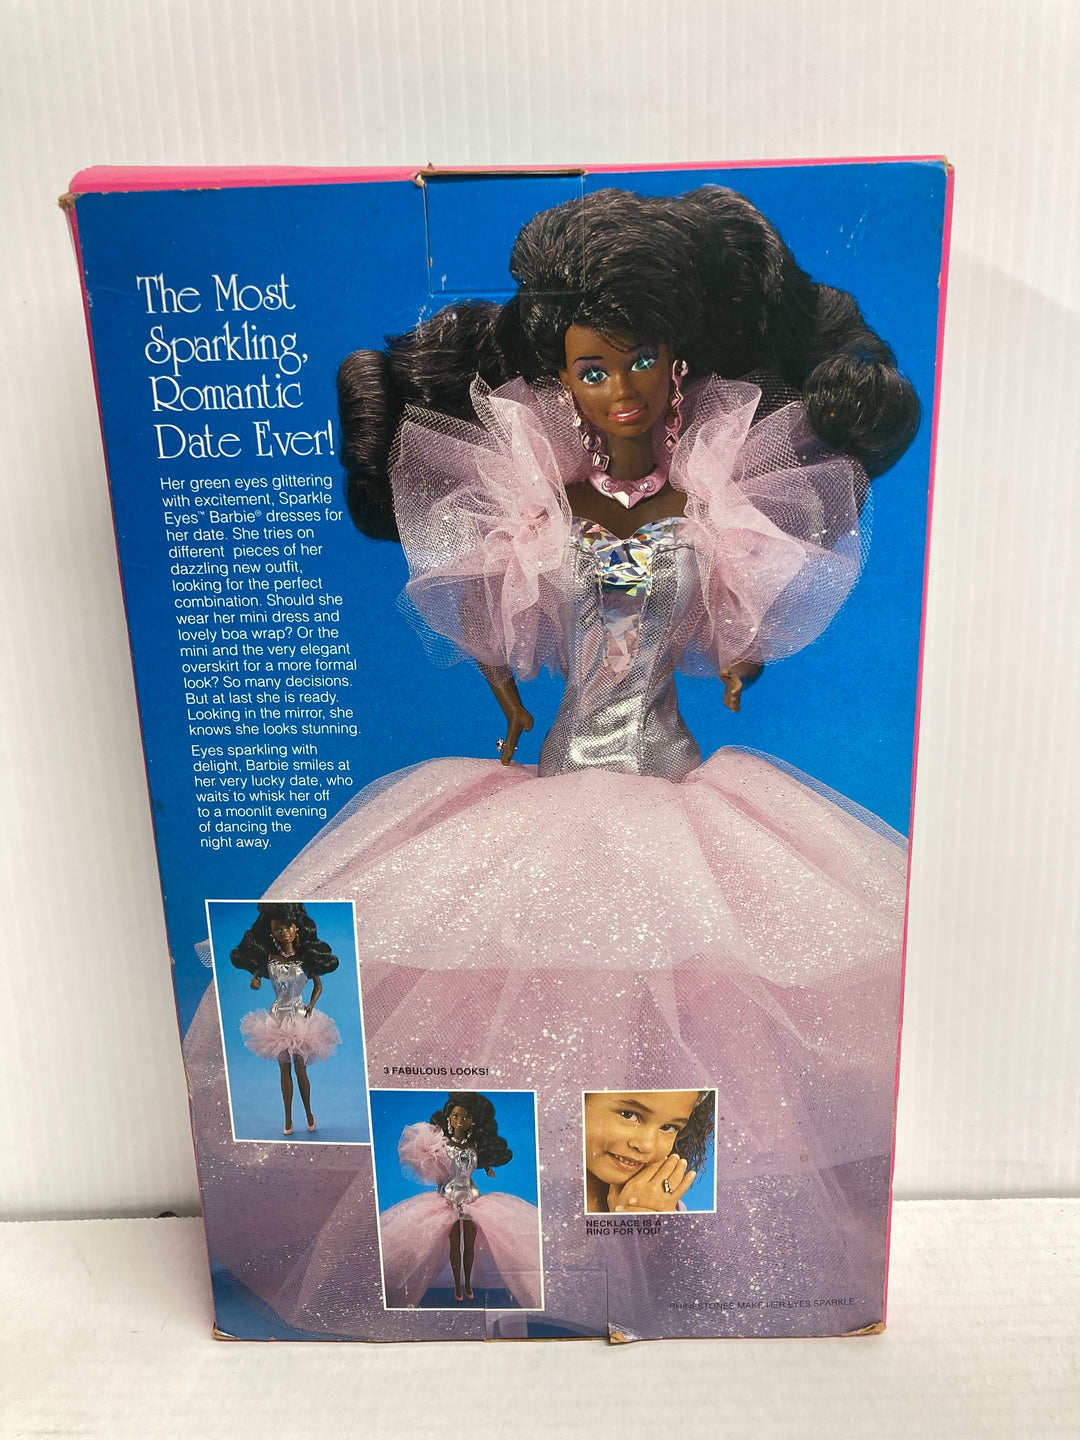 The Most
Sparkling,
Romantic
Date Ever!
Her green eyes glittering
with excitement, Sparkle
Eyes™ Barbie® dresses for
her date. She tries on
different pieces of her
dazzling new outfit,
looking for the perfect
combination. Should she
wear her mini dress and
lovely boa wrap? Or the
mini and the very elegant
overskirt for a more formal
look? So many decisions.
But at last she is ready.
Looking in the mirror, she
knows she looks stunning.
Eyes sparkling with
delight, Barbie smiles at
her very lucky date, who
waits to whisk her off
to a moonlit evening
of dancing the
night away.
3 FABULOUS LOOKS!
NECKLACE IS A
RING FOR YOU!
RHINESTONES MAKE HER EYES SPARKLE.